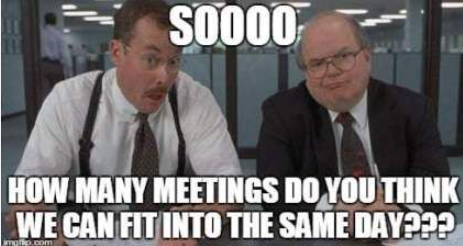 SOOOO
HOW MANY MEETINGS DO YOU THINK
WE CAN FIT INTO THE SAME DAY???
imgflip.com